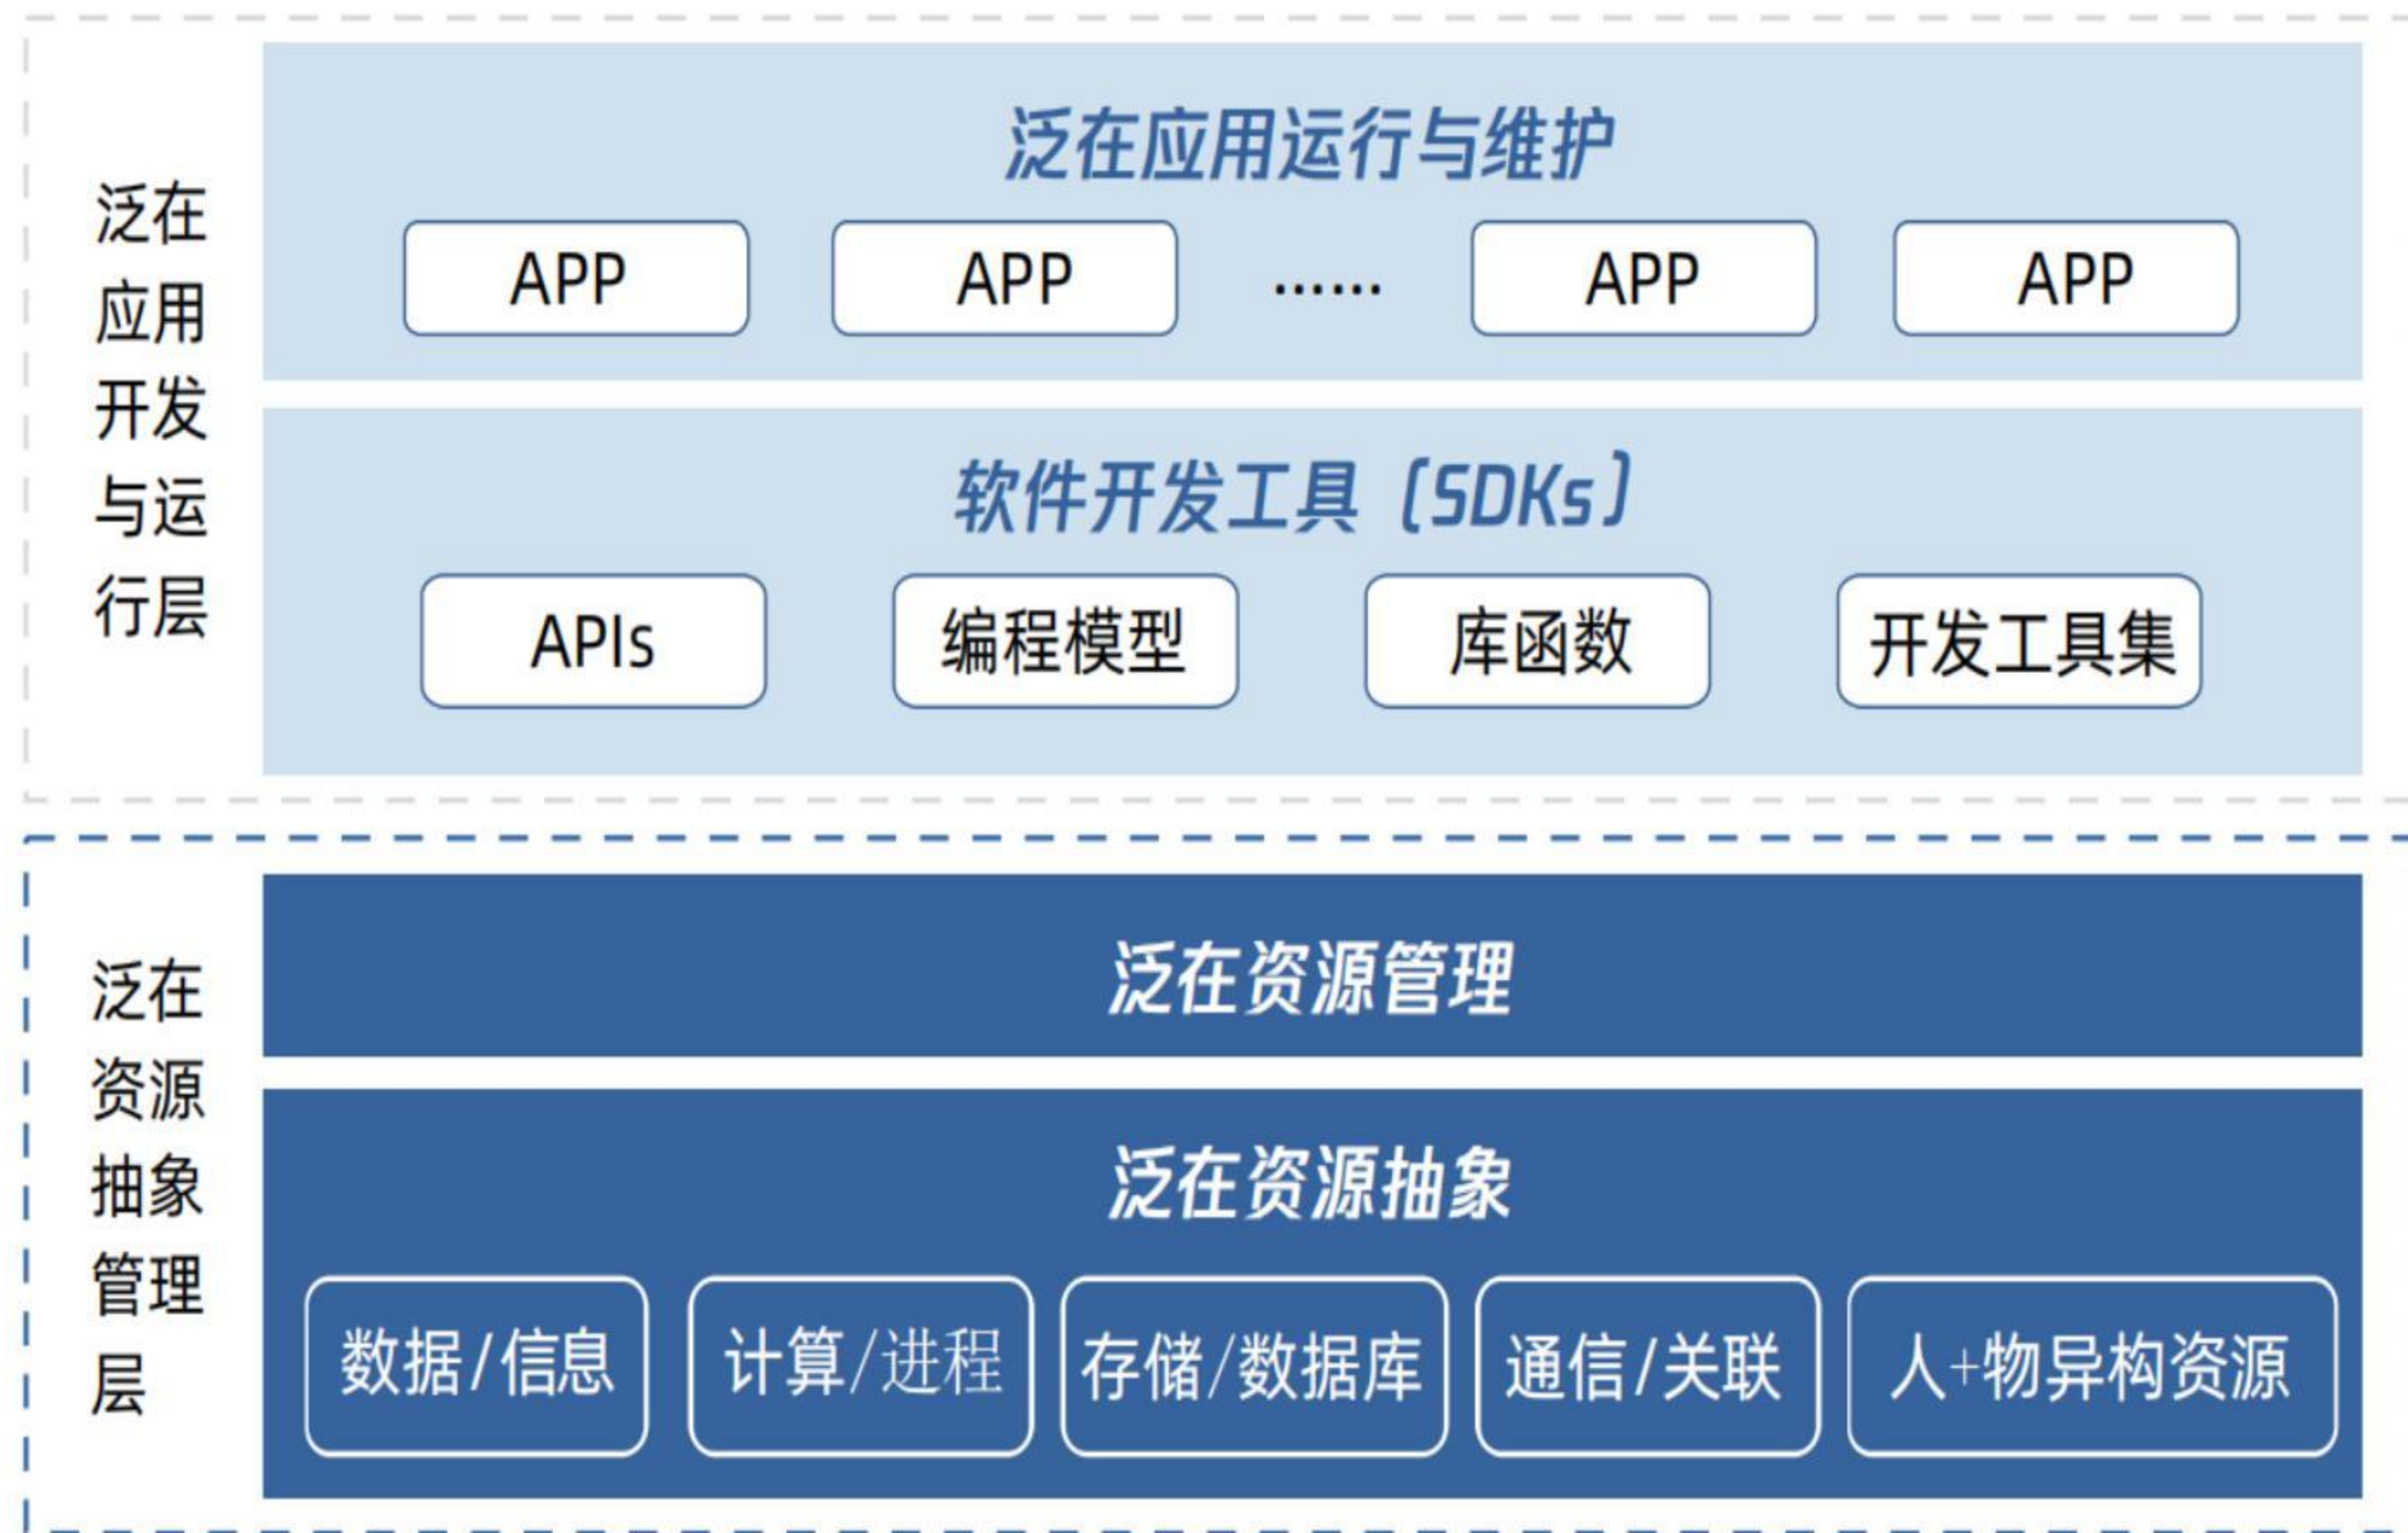 泛在
应用
开发
与运
行层
泛在应用运行与维护
APP
APP
……
APP
APP
软件开发工具（SDKs）
APIs
编程模型
库函数
开发工具集
泛在
资源
抽象
管理
层
泛在资源管理
泛在资源抽象
数据/信息
计算/进程
存储/数据库
通信/关联
人+物异构资源